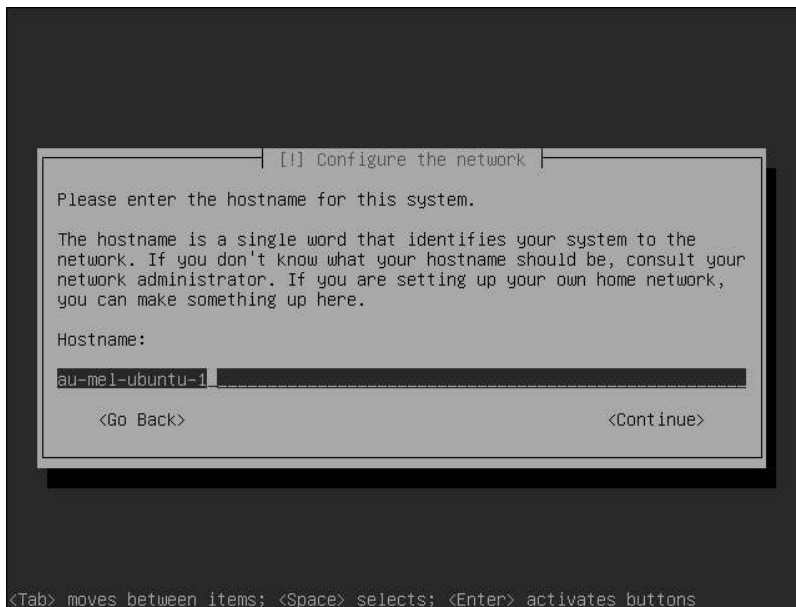 [!] Configure the network
Please enter the hostname for this system.
The hostname is a single word that identifies your system to the
network. If you don't know what your hostname should be, consult your
network administrator. If you are setting up your own home network,
you can make something up here.
Hostname:
au-mel-ubuntu-1
<Go Back> <Continue>
<Tab> moves between items; <Space> selects; <Enter> activates buttons